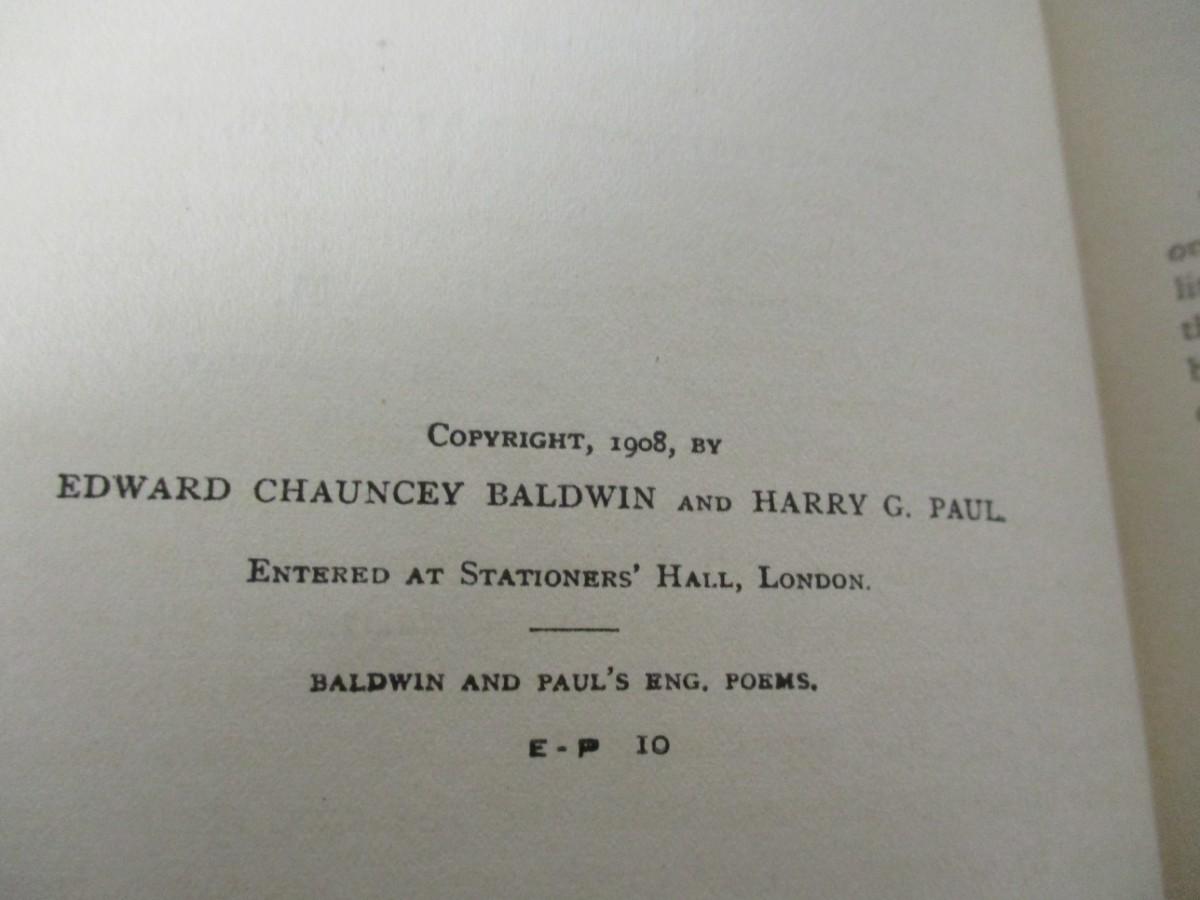 COPYRIGHT, 1908, BY
EDWARD CHAUNCEY BALDWIN AND HARRY G. PAUL.
ENTERED AT STATIONERS' HALL, LONDON.
BALDWIN AND PAUL'S ENG. POEMS.
E-P 10